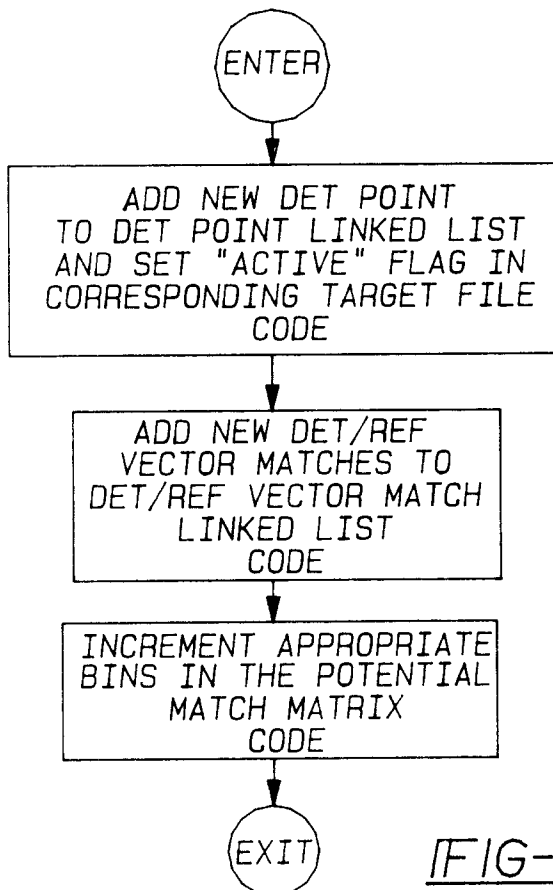 ENTER
ADD NEW DET POINT
TO DET POINT LINKED LIST
AND SET "ACTIVE" FLAG IN
CORRESPONDING TARGET FILE
CODE
ADD NEW DET/REF
VECTOR MATCHES TO
DET/REF VECTOR MATCH
LINKED LIST
CODE
INCREMENT APPROPRIATE
BINS IN THE POTENTIAL
MATCH MATRIX
CODE
EXIT
FIG-